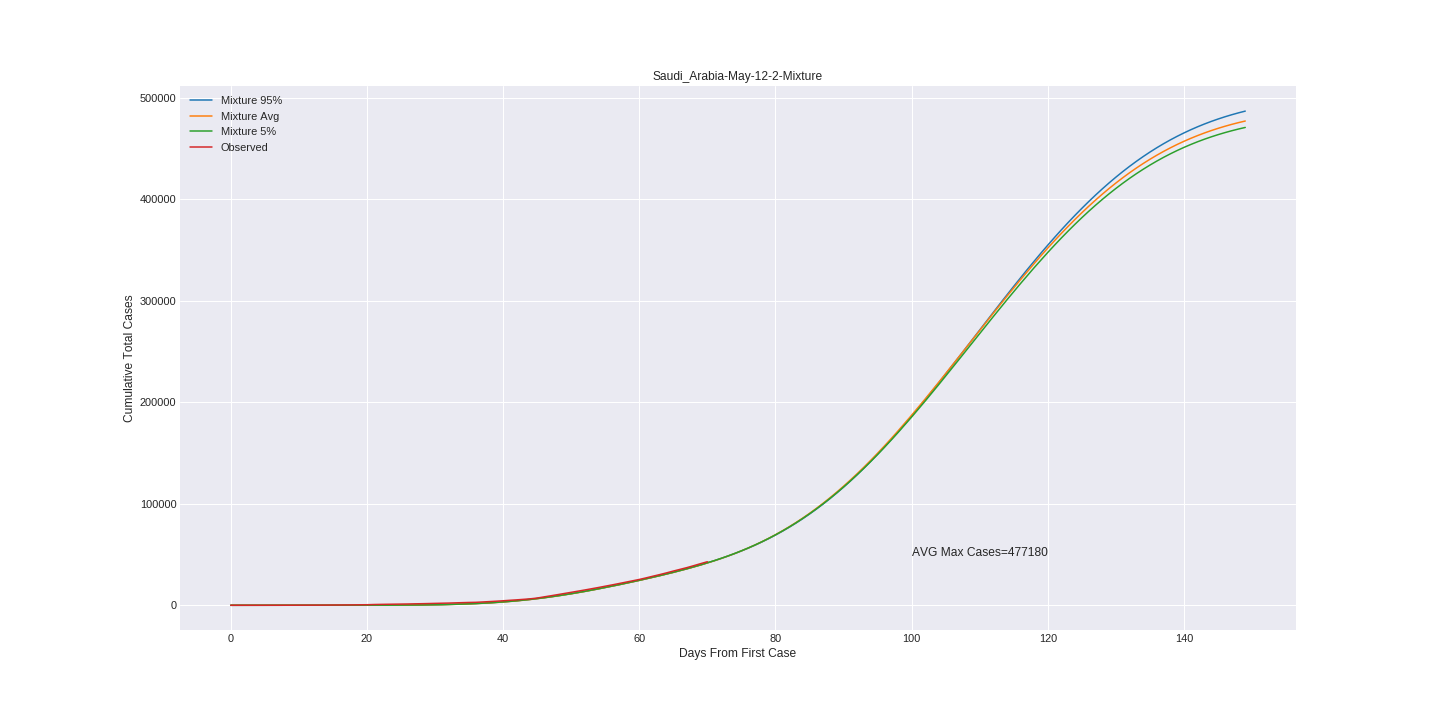 Saudi_Arabia-May-12-2-Mixture
Mixture 95%
Mixture Avg
Mixture 5%
Observed
500000
400000
300000
200000
100000
0
Cumulative Total Cases
AVG Max Cases=477180
0 20 40 60 80 100 120 140
Days From First Case